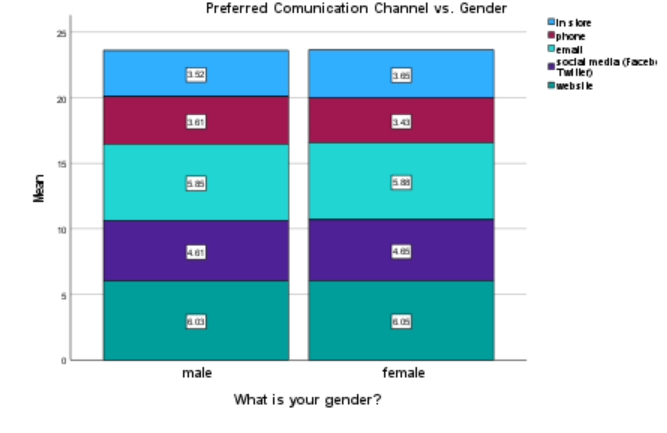 Preferred Comunication Channel vs. Gender
in store
phone
email
social media (Faceb
Twitter)
website
25
20
15
10
5
0
Mean
3.52
3.65
3.61
3.43
5.85
5.88
4.61
4.65
6.03
6.05
male female
What is your gender?